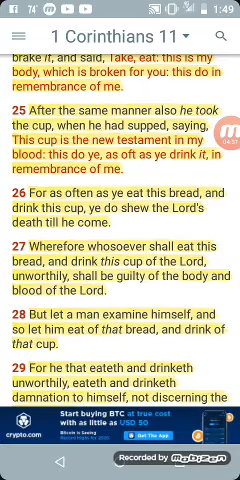 74°
1:49
1 Corinthians 11
brake it, and said, Take, eat: this is my
body, which is broken for you: this do in
remembrance of me.
25 After the same manner also he took
the cup, when he had supped, saying,
This cup is the new testament in my
blood: this do ye, as oft as ye drink it, in
remembrance of me.
04:31
26 For as often as ye eat this bread, and
drink this cup, ye do shew the Lord's
death till he come.
27 Wherefore whosoever shall eat this
bread, and drink this cup of the Lord,
unworthily, shall be guilty of the body and
blood of the Lord.
28 But let a man examine himself, and
so let him eat of that bread, and drink of
that cup.
29 For he that eateth and drinketh
unworthily, eateth and drinketh
damnation to himself, not discerning the
Start buying BTC at true cost
with as little as USD 50
crypto.com
Get The App
Recorded by Mobizen